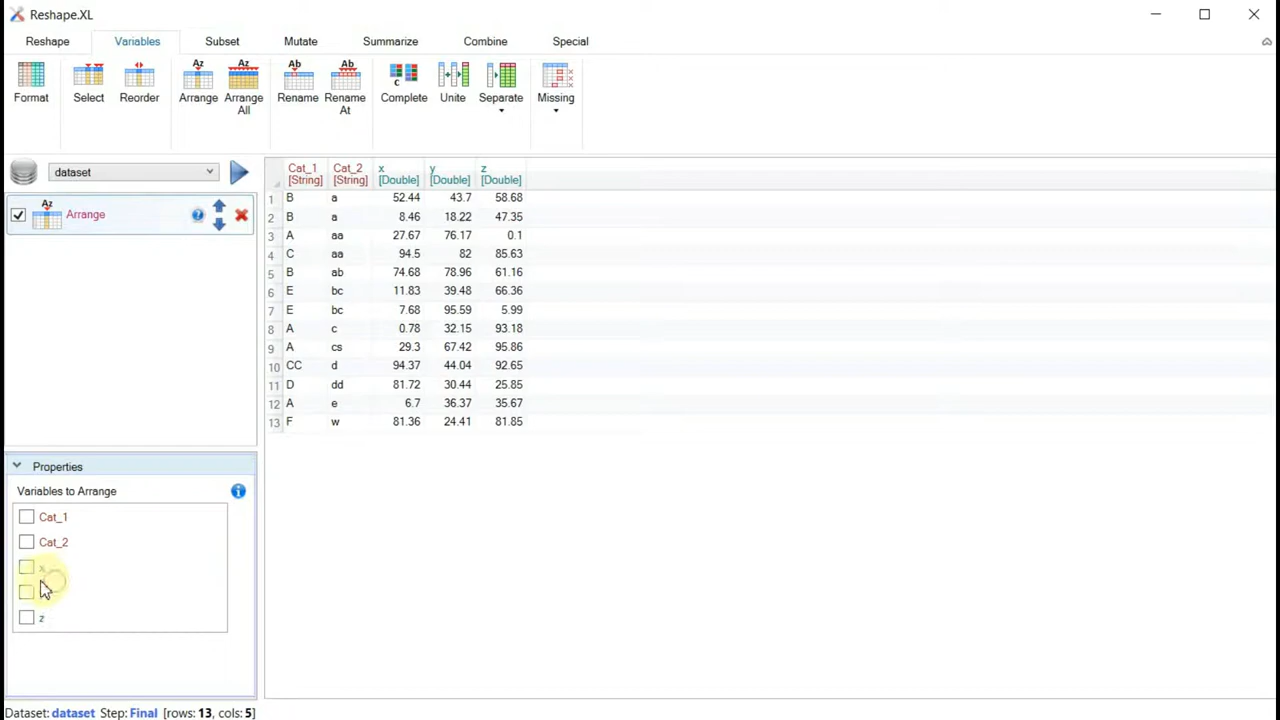 Reshape.XL
Reshape Variables Subset Mutate Summarize Combine Special
Format Select Reorder Arrange Arrange All Rename Rename At Complete Unite Separate Missing
dataset
Arrange
Cat_1 [String] Cat_2 [String] x [Double] y [Double] z [Double]
1 B a 52.44 43.7 58.68
2 B a 8.46 18.22 47.35
3 A aa 27.67 76.17 0.1
4 C aa 94.5 82 85.63
5 B ab 74.68 78.96 61.16
6 E bc 11.83 39.48 66.36
7 E bc 7.68 95.59 5.99
8 A c 0.78 32.15 93.18
9 A cs 29.3 67.42 95.86
10 CC d 94.37 44.04 92.65
11 D dd 81.72 30.44 25.85
12 A e 6.7 36.37 35.67
13 F w 81.36 24.41 81.85
Properties
Variables to Arrange
Cat_1
Cat_2
x
z
Dataset: dataset Step: Final [rows: 13, cols: 5]